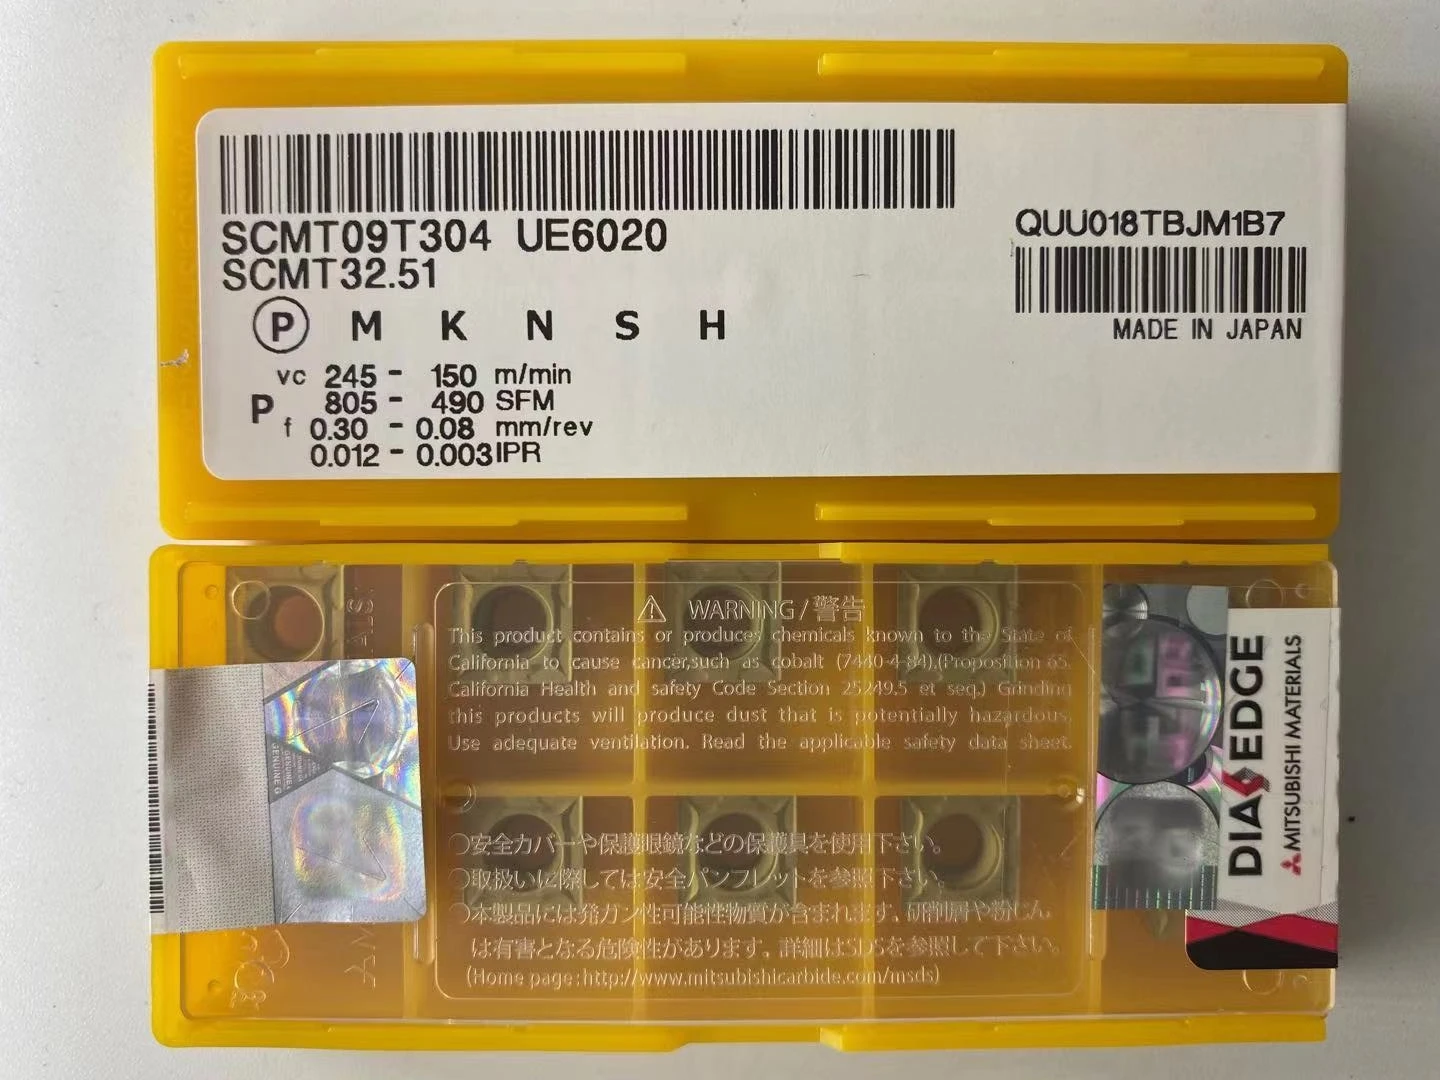 SCMT09T304 UE6020
SCMT32.51
P M K N S H
vc 245 - 150 m/min
805 - 490 SFM
P
f 0.30 - 0.08 mm/rev
0.012 - 0.003 IPR
QUU018TBJM1B7
MADE IN JAPAN
⚠ WARNING/警告
This product contains or produces chemicals known to the State of
California to cause cancer,such as cobalt (7440-4-84).(Proposition 65.
California Health and safety Code Section 25249.5 et seq.) Grinding
this products will produce dust that is potentially hazardous.
Use adequate ventilation. Read the applicable safety data sheet.
○安全カバーや保護眼鏡などの保護具を使用下さい。
○取扱いに際しては安全パンフレットを参照下さい。
○本製品には発ガン性可能性物質が含まれます。研削屑や粉じん
は有害となる危険性があります。詳細はSDSを参照して下さい。
(Home page:http://www.mitsubishicarbide.com/msds)
DIAEDGE
MITSUBISHI MATERIALS